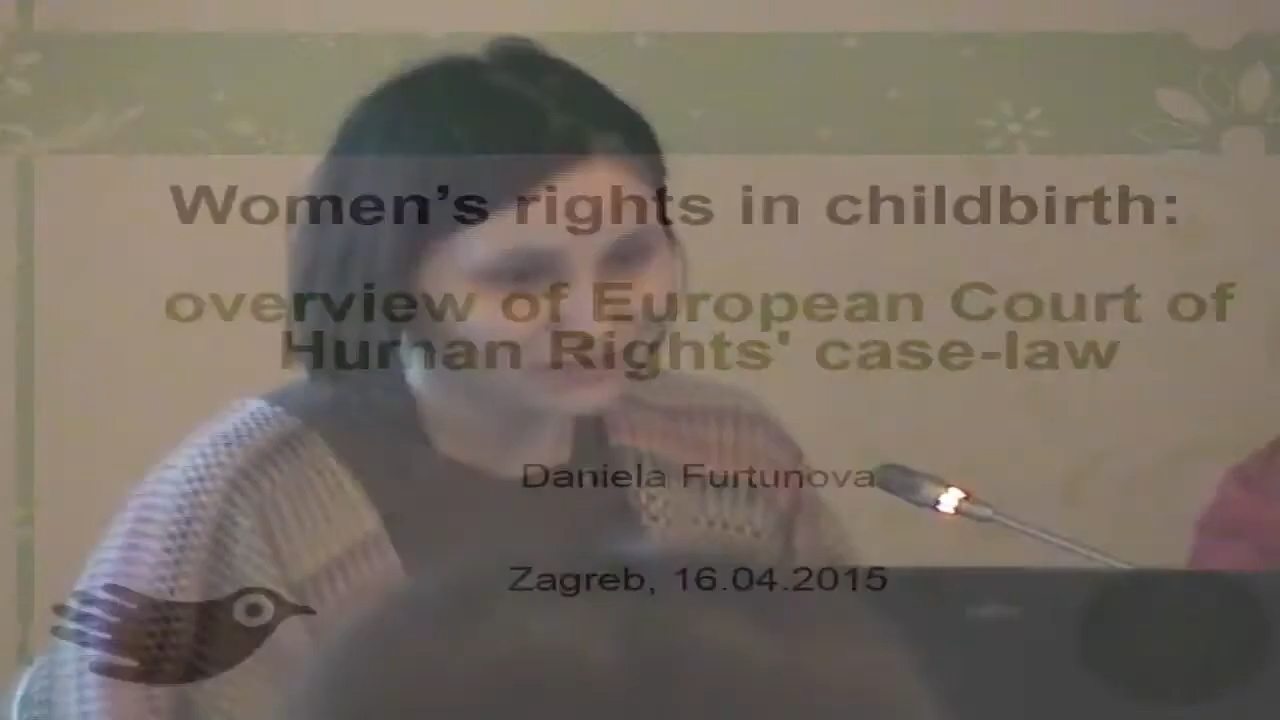 Women's rights in childbirth:
overview of European Court of
Human Rights' case-law
Daniela Furtunova
Zagreb, 16.04.2015